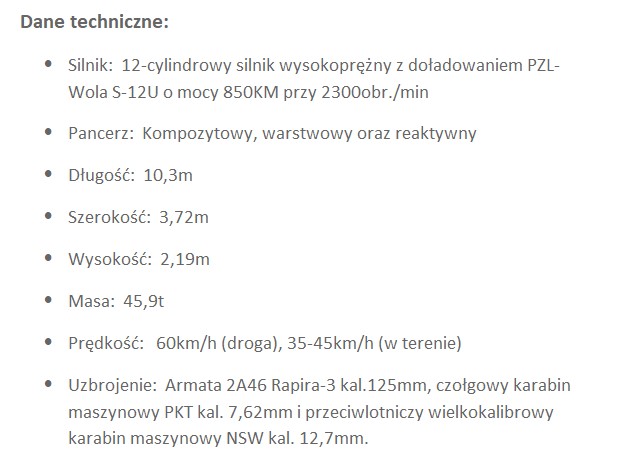 Dane techniczne:
• Silnik: 12-cylindrowy silnik wysokoprężny z doładowaniem PZL-
Wola S-12U o mocy 850KM przy 2300obr./min
• Pancerz: Kompozytowy, warstwowy oraz reaktywny
• Długość: 10,3m
• Szerokość: 3,72m
• Wysokość: 2,19m
• Masa: 45,9t
• Prędkość: 60km/h (droga), 35-45km/h (w terenie)
• Uzbrojenie: Armata 2A46 Rapira-3 kal.125mm, czołgowy karabin
maszynowy PKT kal. 7,62mm i przeciwlotniczy wielkokalibrowy
karabin maszynowy NSW kal. 12,7mm.